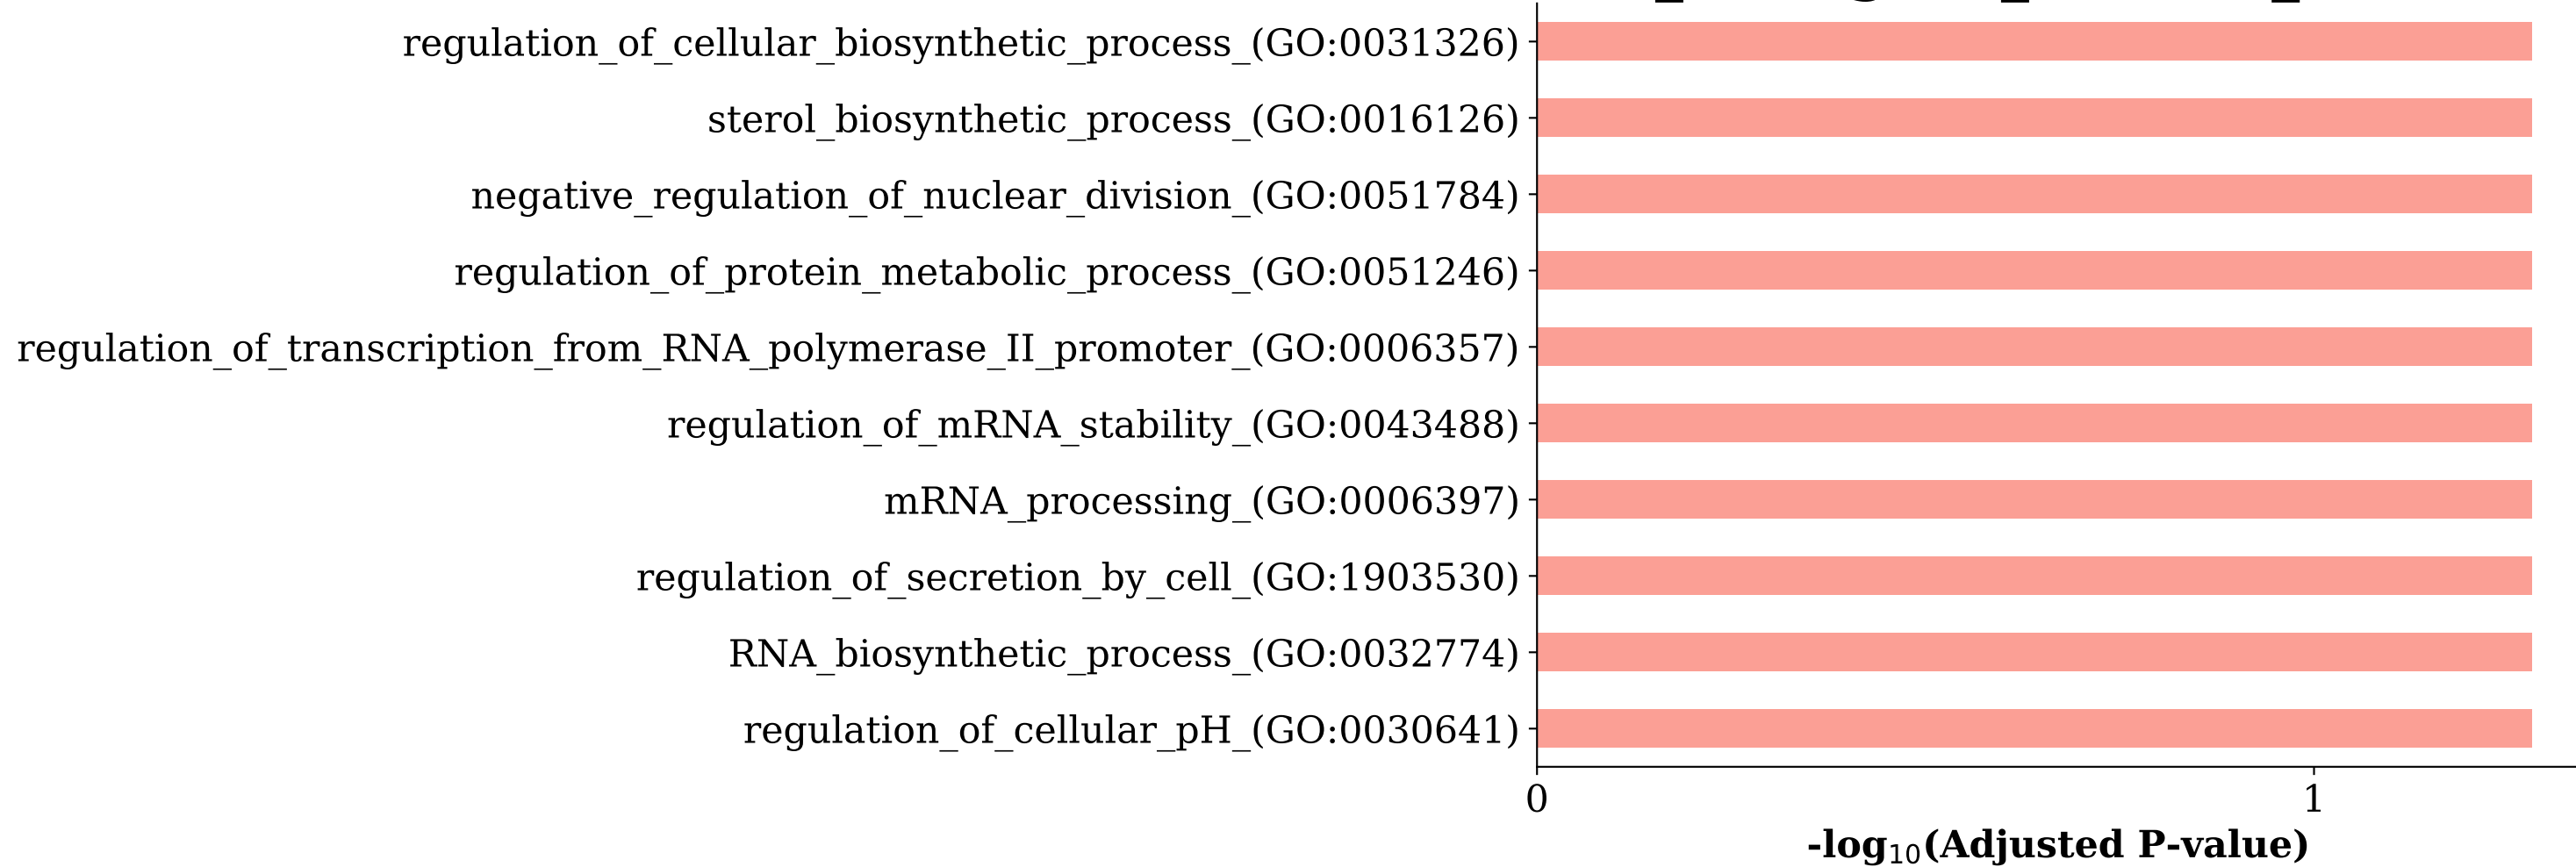 regulation_of_cellular_biosynthetic_process_(GO:0031326)
sterol_biosynthetic_process_(GO:0016126)
negative_regulation_of_nuclear_division_(GO:0051784)
regulation_of_protein_metabolic_process_(GO:0051246)
regulation_of_transcription_from_RNA_polymerase_II_promoter_(GO:0006357)
regulation_of_mRNA_stability_(GO:0043488)
mRNA_processing_(GO:0006397)
regulation_of_secretion_by_cell_(GO:1903530)
RNA_biosynthetic_process_(GO:0032774)
regulation_of_cellular_pH_(GO:0030641)
0 1
-log₁₀(Adjusted P-value)